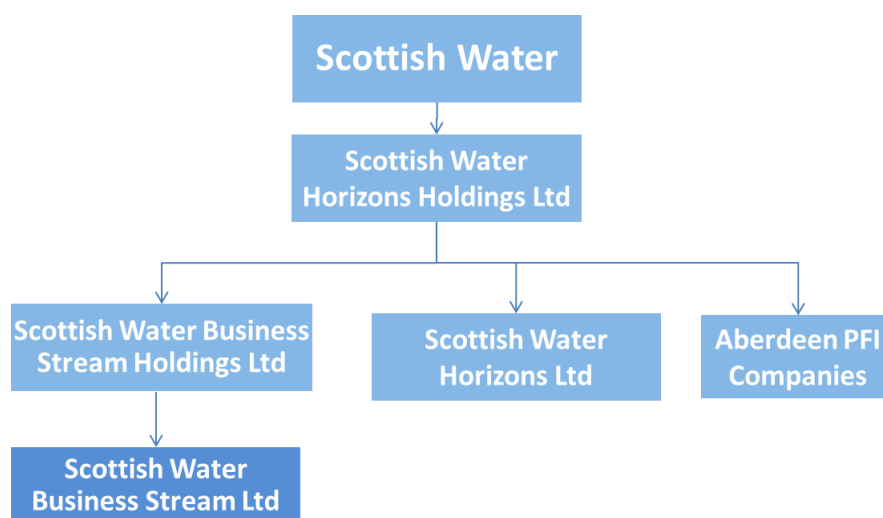 Scottish Water
Scottish Water
Horizons Holdings Ltd
Scottish Water Business
Stream Holdings Ltd
Scottish Water
Horizons Ltd
Aberdeen PFI
Companies
Scottish Water
Business Stream Ltd